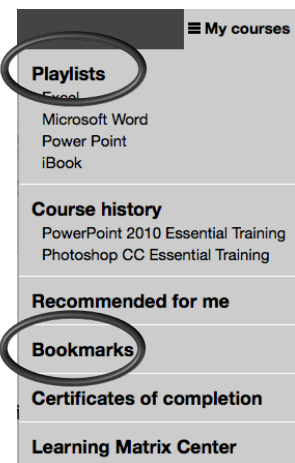 ≡ My courses
Playlists
Excel
Microsoft Word
Power Point
iBook
Course history
PowerPoint 2010 Essential Training
Photoshop CC Essential Training
Recommended for me
Bookmarks
Certificates of completion
Learning Matrix Center